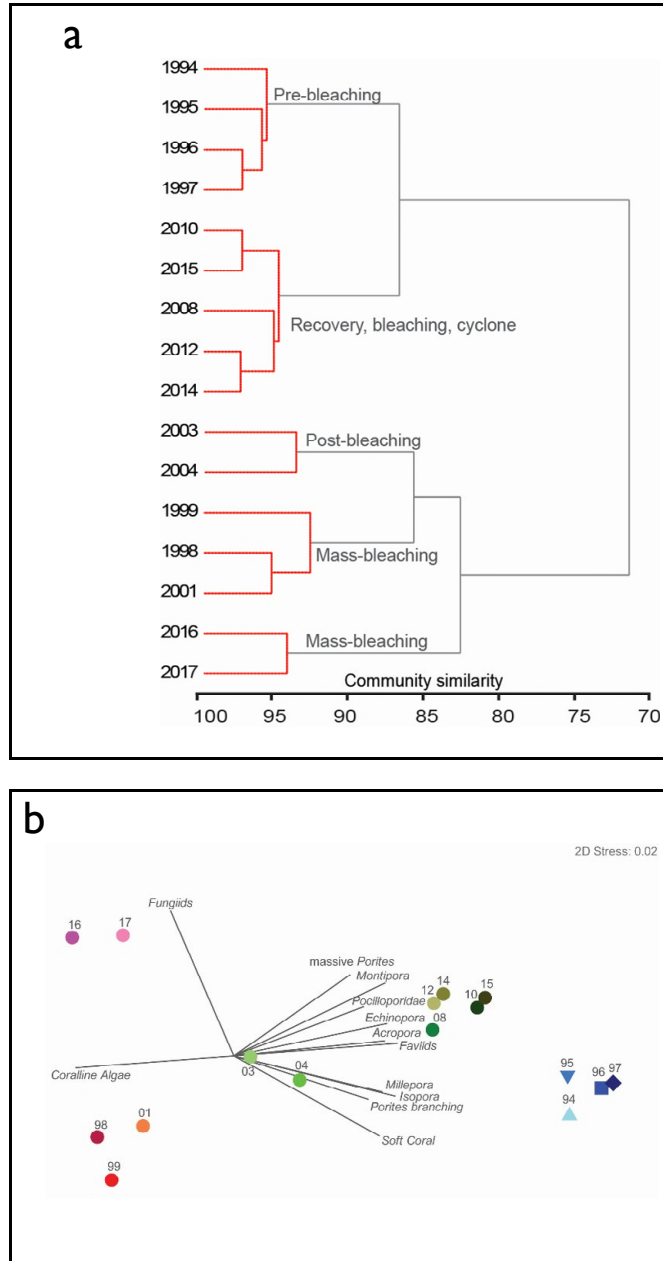 a
1994
Pre-bleaching
1995
1996
1997
2010
2015
2008
Recovery, bleaching, cyclone
2012
2014
2003
Post-bleaching
2004
1999
1998
Mass-bleaching
2001
2016
Mass-bleaching
2017
Community similarity
100 95 90 85 80 75 70
b
2D Stress: 0.02
Fungiids
16 17
massive Porites
Montipora
14 15
12 10
Pocilloporidae
Echinopora 08
Acropora
Faviids
95 96 97
03 04
Coralline Algae
Millepora
Isopora
94
Porites branching
98 01
Soft Coral
99